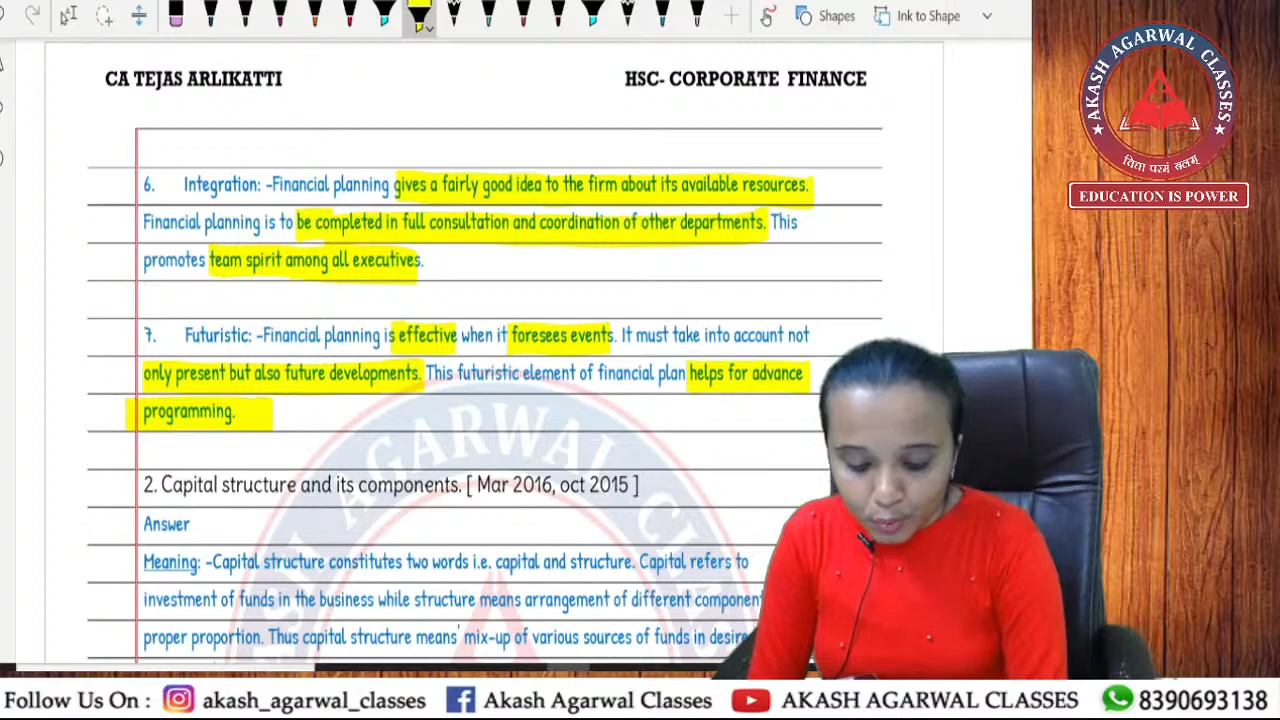 Shapes
Ink to Shape
CA TEJAS ARLIKATTI
HSC- CORPORATE FINANCE
6. Integration: -Financial planning gives a fairly good idea to the firm about its available resources.
Financial planning is to be completed in full consultation and coordination of other departments. This
promotes team spirit among all executives.
7. Futuristic: -Financial planning is effective when it foresees events. It must take into account not
only present but also future developments. This futuristic element of financial plan helps for advance
programming.
2. Capital structure and its components. [ Mar 2016, oct 2015 ]
Answer
Meaning: -Capital structure constitutes two words i.e. capital and structure. Capital refers to
investment of funds in the business while structure means arrangement of different
proper proportion. Thus capital structure means' mix-up of various sources of funds in
AGARWAL
AKASH AGARWAL CLASSES
विद्या परमं बलम्
EDUCATION IS POWER
Follow Us On : akash_agarwal_classes Akash Agarwal Classes AKASH AGARWAL CLASSES 8390693138